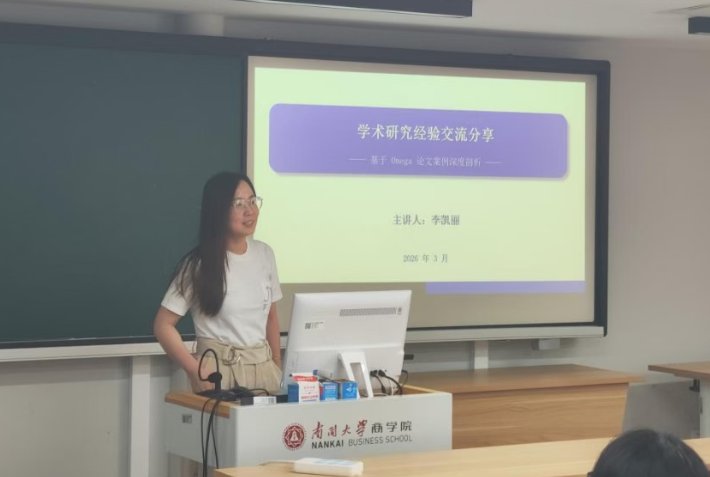 学术研究经验交流分享
—— 基于 Omega 论文案例深度剖析 ——
主讲人：李凯丽
2026 年 3 月
南开大学商学院
NANKAI BUSINESS SCHOOL